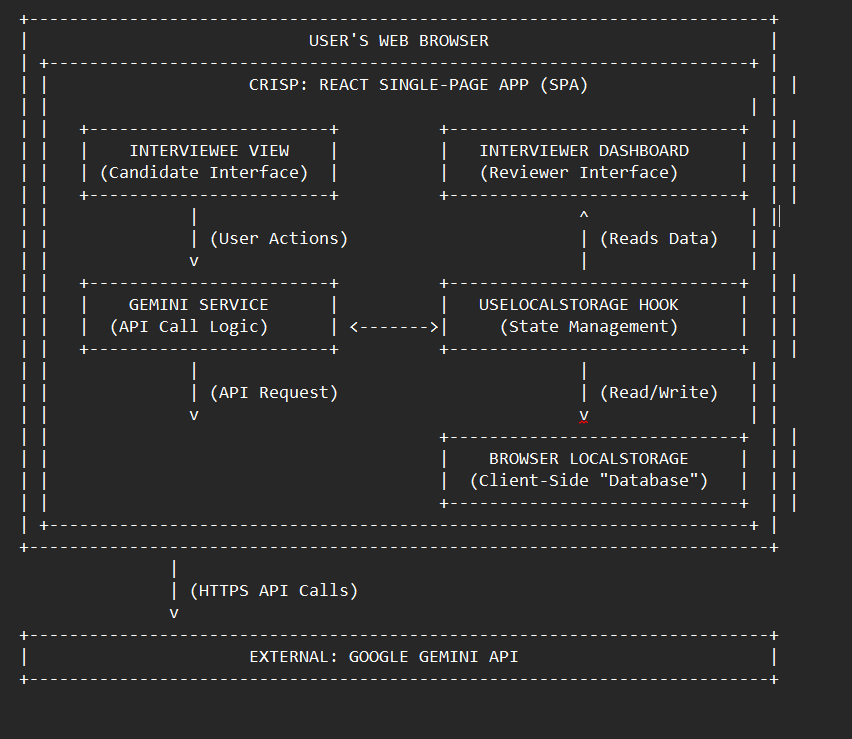 +--------------------------------------------------------------------------+
|                            USER'S WEB BROWSER                            |
| +----------------------------------------------------------------------+ |
| |                    CRISP: REACT SINGLE-PAGE APP (SPA)                  | |
| |                                                                      | |
| |   +------------------------+          +-----------------------------+  | |
| |   |    INTERVIEWEE VIEW    |          |   INTERVIEWER DASHBOARD     |  | |
| |   | (Candidate Interface)  |          |   (Reviewer Interface)      |  | |
| |   +------------------------+          +-----------------------------+  | |
| |              |                                      ^                | |
| |              | (User Actions)                       | (Reads Data)   | |
| |              v                                      |                | |
| |   +------------------------+          +-----------------------------+  | |
| |   |    GEMINI SERVICE      |          |   USELOCALSTORAGE HOOK      |  | |
| |   |  (API Call Logic)      | <------->|     (State Management)      |  | |
| |   +------------------------+          +-----------------------------+  | |
| |              |                                      |                | |
| |              | (API Request)                        | (Read/Write)   | |
| |              v                                      v                | |
| |                                       +-----------------------------+  | |
| |                                       |    BROWSER LOCALSTORAGE     |  | |
| |                                       |  (Client-Side "Database")   |  | |
| |                                       +-----------------------------+  | |
| +----------------------------------------------------------------------+ |
+--------------------------------------------------------------------------+
               |
               | (HTTPS API Calls)
               v
+--------------------------------------------------------------------------+
|                      EXTERNAL: GOOGLE GEMINI API                         |
+--------------------------------------------------------------------------+